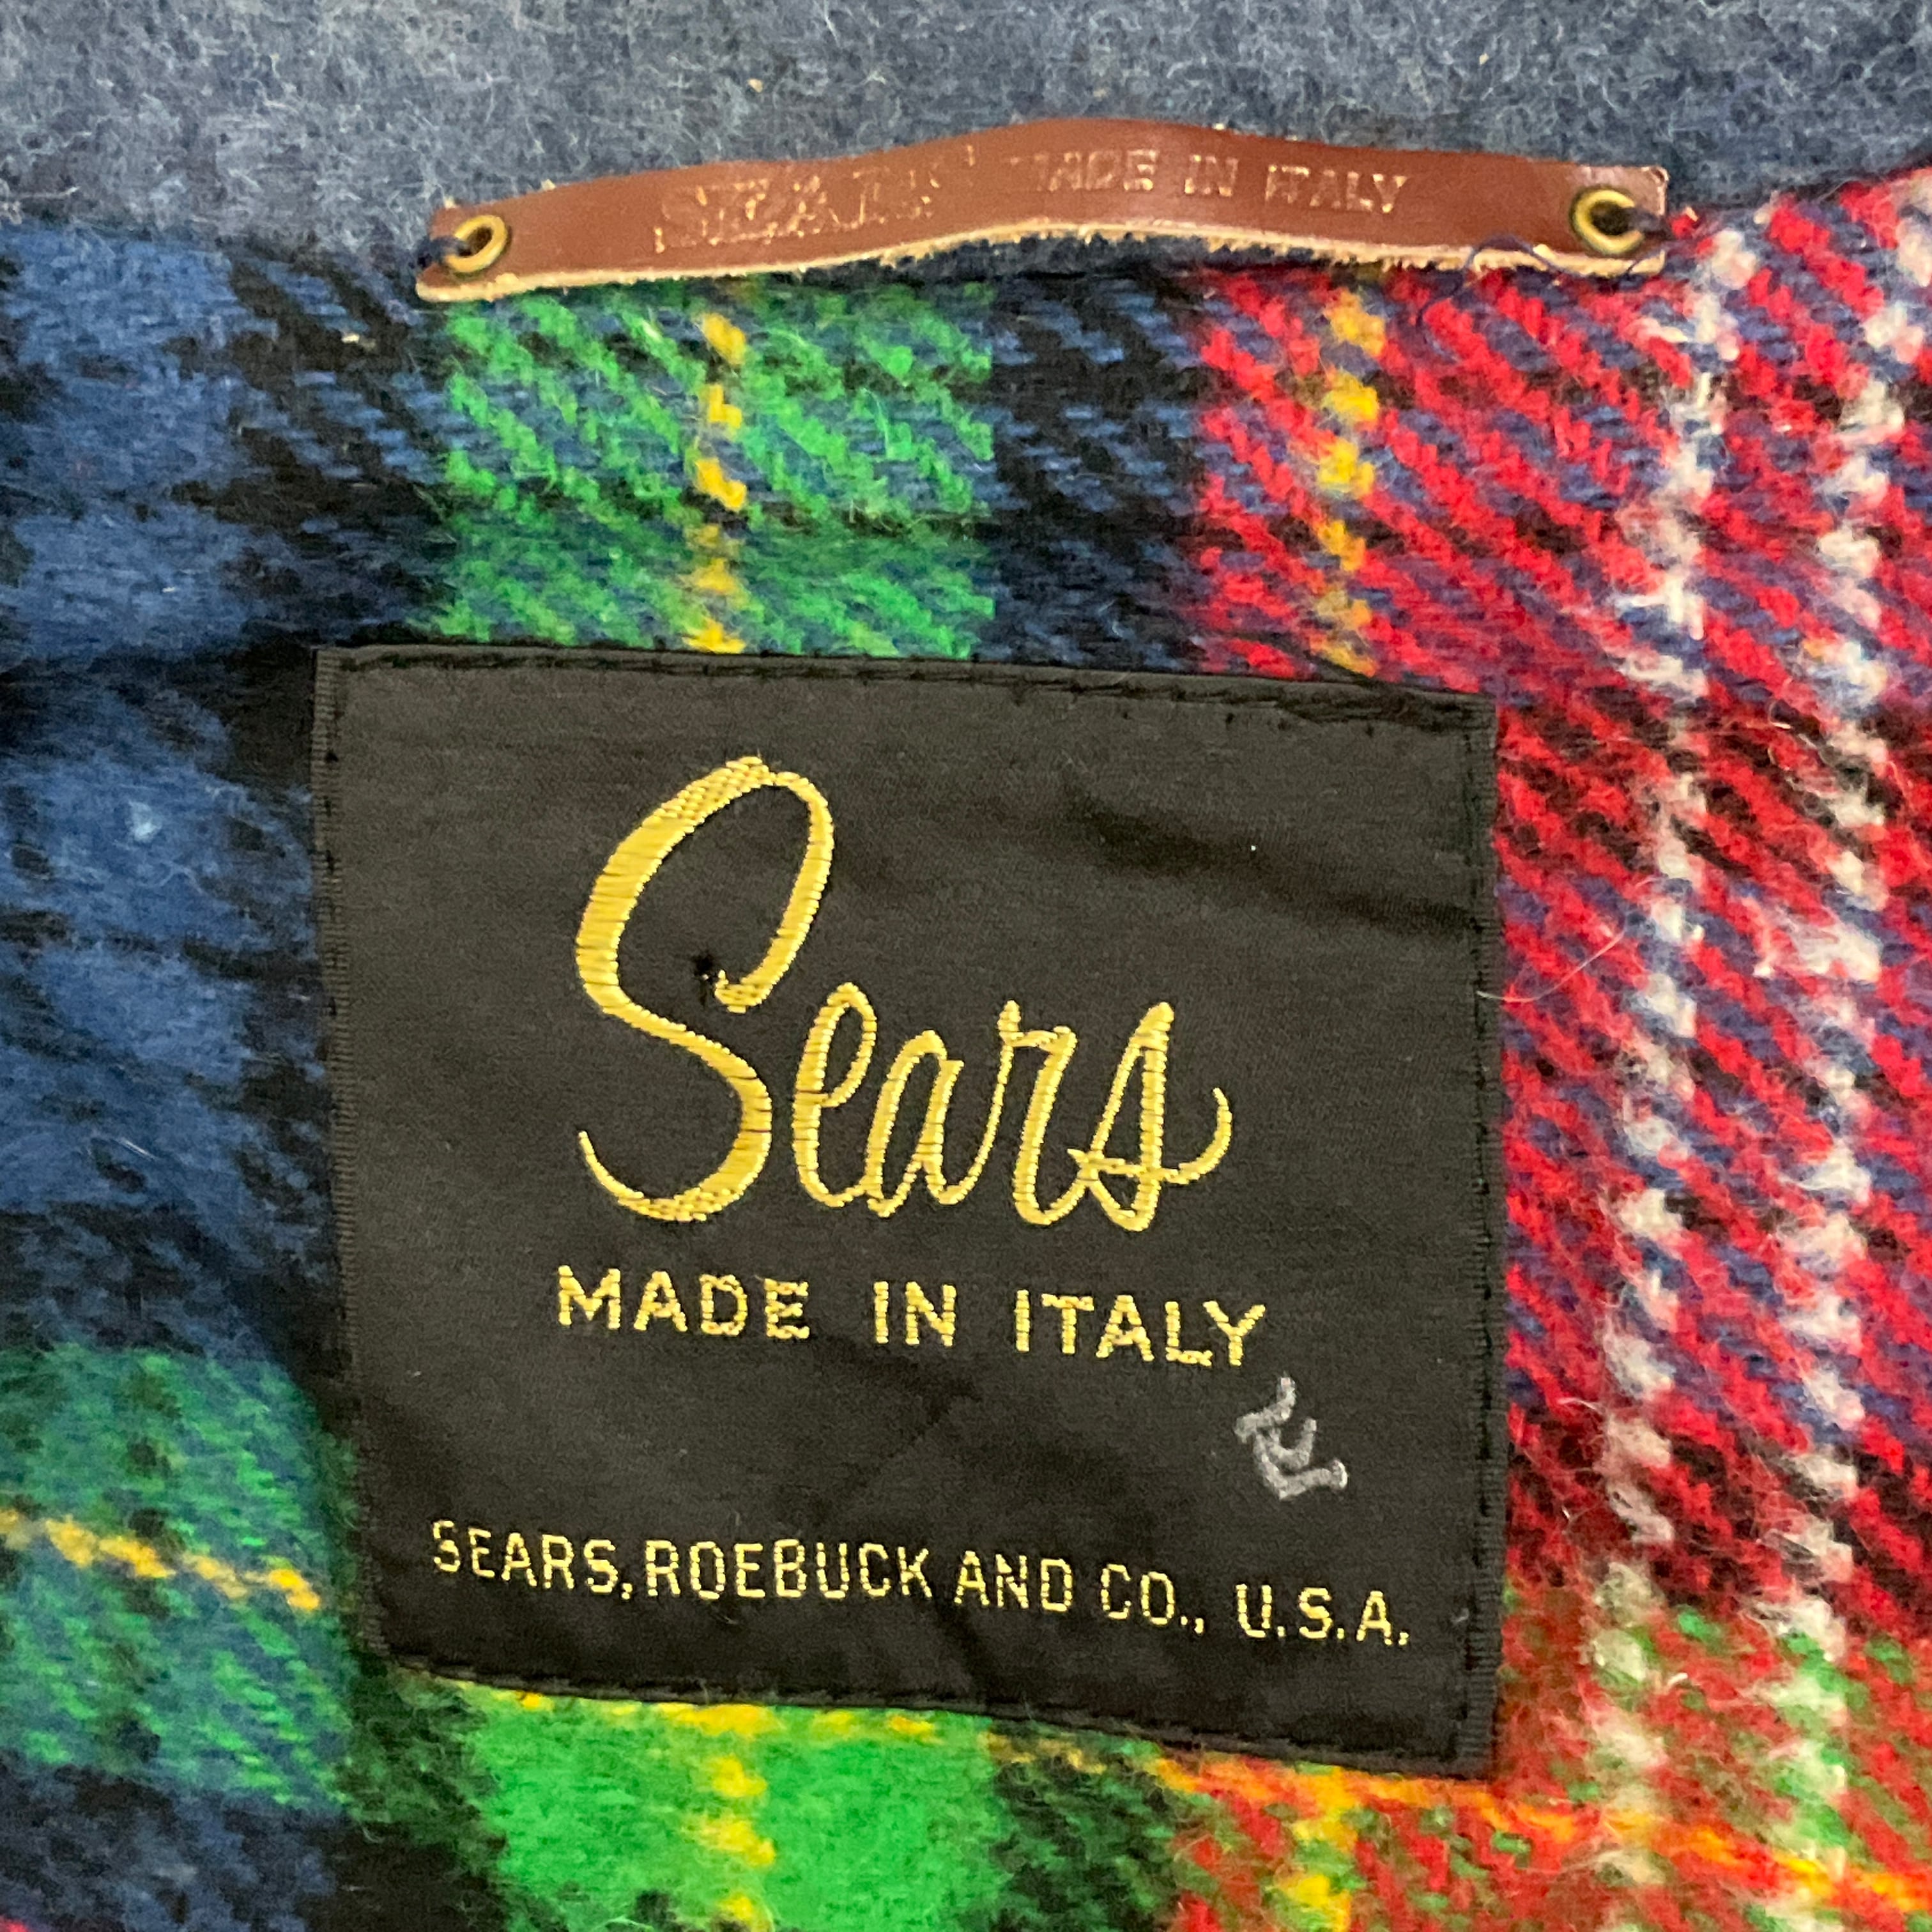 SEARS MADE IN ITALY
Sears
MADE IN ITALY
SEARS, ROEBUCK AND CO., U.S.A.